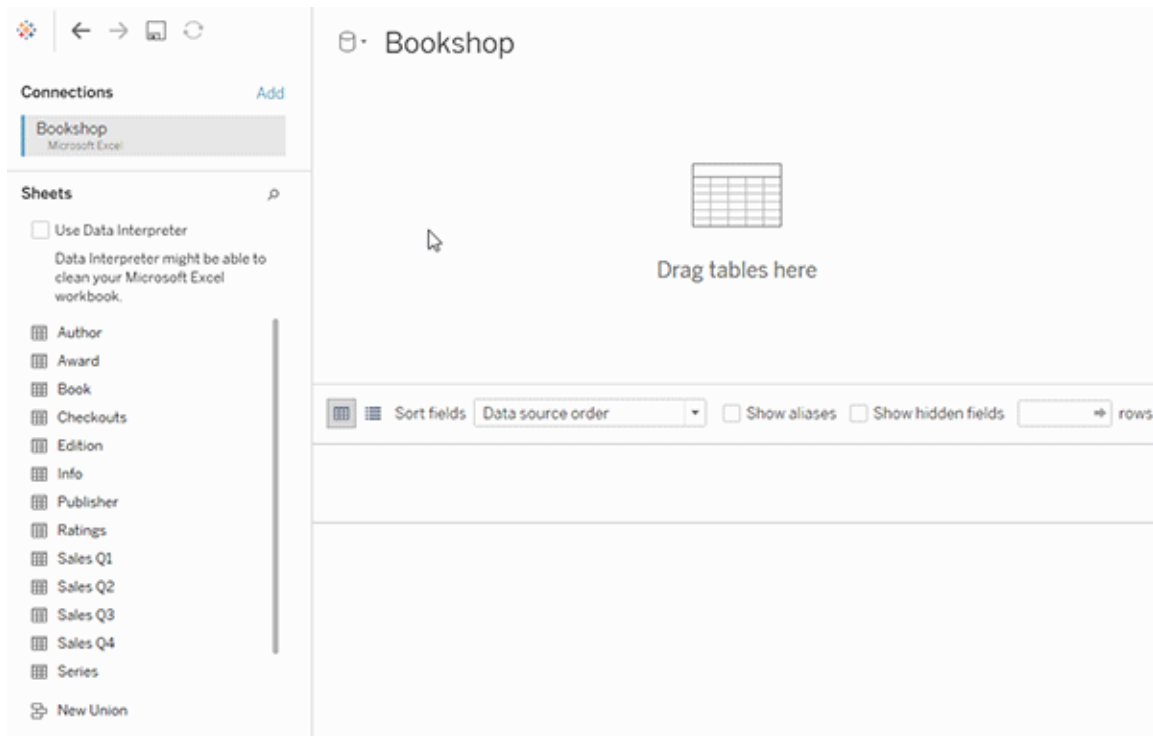 Bookshop
Connections
Add
Bookshop
Microsoft Excel
Sheets
Use Data Interpreter
Data Interpreter might be able to
clean your Microsoft Excel
workbook.
Author
Award
Book
Checkouts
Edition
Info
Publisher
Ratings
Sales Q1
Sales Q2
Sales Q3
Sales Q4
Series
New Union
Drag tables here
Sort fields Data source order Show aliases Show hidden fields rows